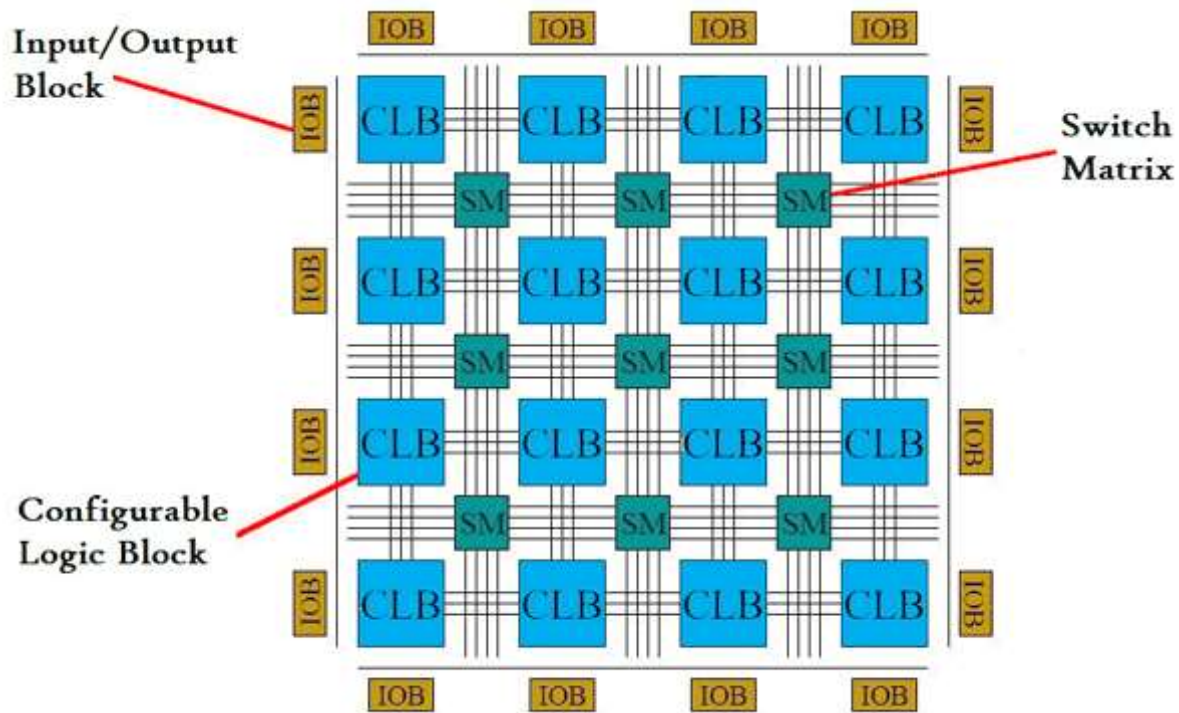 IOB IOB IOB IOB
Input/Output
Block
IOB CLB CLB CLB CLB IOB
Switch
Matrix
SM SM SM
IOB CLB CLB CLB CLB IOB
SM SM SM
IOB CLB CLB CLB CLB IOB
Configurable
Logic Block
SM SM SM
IOB CLB CLB CLB CLB IOB
IOB IOB IOB IOB